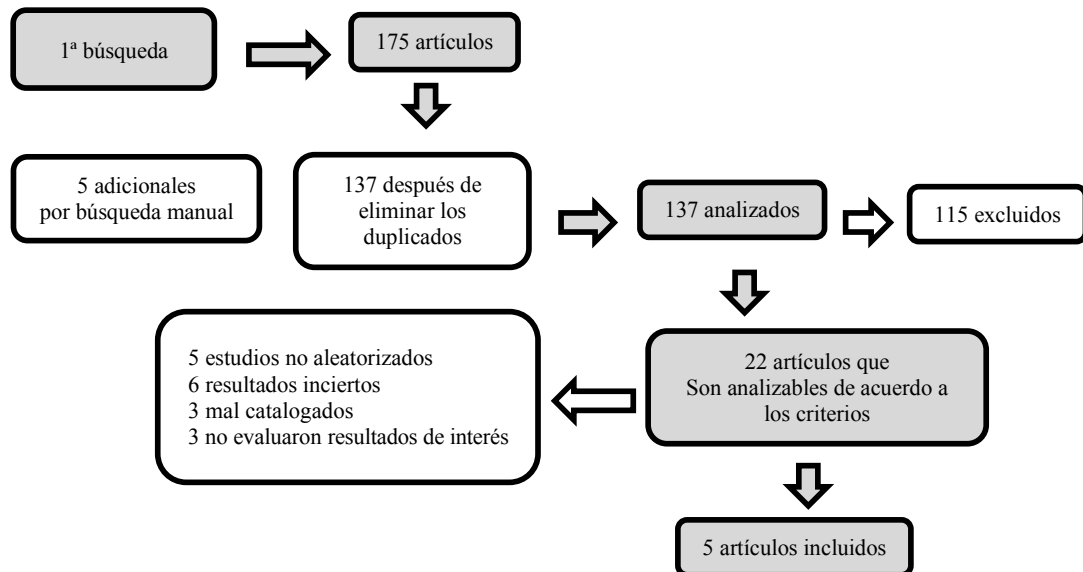 1ª búsqueda
175 artículos
5 adicionales
por búsqueda manual
137 después de
eliminar los
duplicados
137 analizados
115 excluidos
22 artículos que
Son analizables de acuerdo a
los criterios
5 estudios no aleatorizados
6 resultados inciertos
3 mal catalogados
3 no evaluaron resultados de interés
5 artículos incluidos